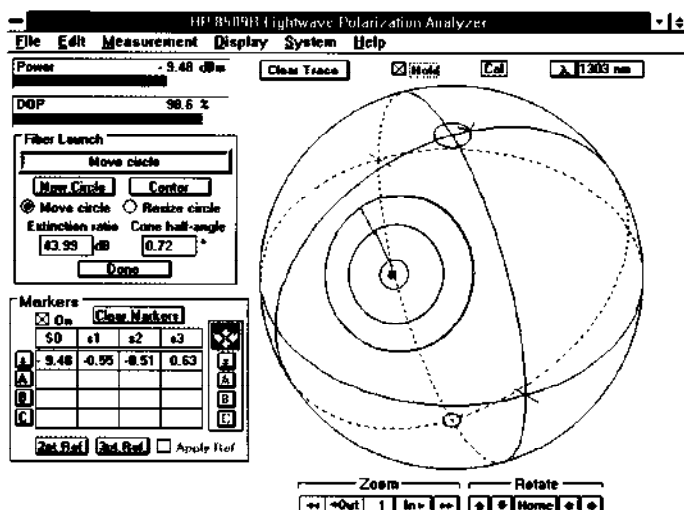 HP 8509B Lightwave Polarization Analyzer
File Edit Measurement Display System Help
Power - 9.48 dBm
Clear Trace Hold Cal λ 1303 nm
DOP 98.6 %
Fiber Launch
Move circle
New Circle Center
Move circle Resize circle
Extinction ratio Cone half-angle
43.99 dB 0.72 °
Done
Markers
On Clear Markers
S0 s1 s2 s3
- 9.48 -0.55 -0.51 0.63
A A
B B
C C
2pt.Ref 3pt.Ref Apply Ref
Zoom Rotate
Out 1 In Home